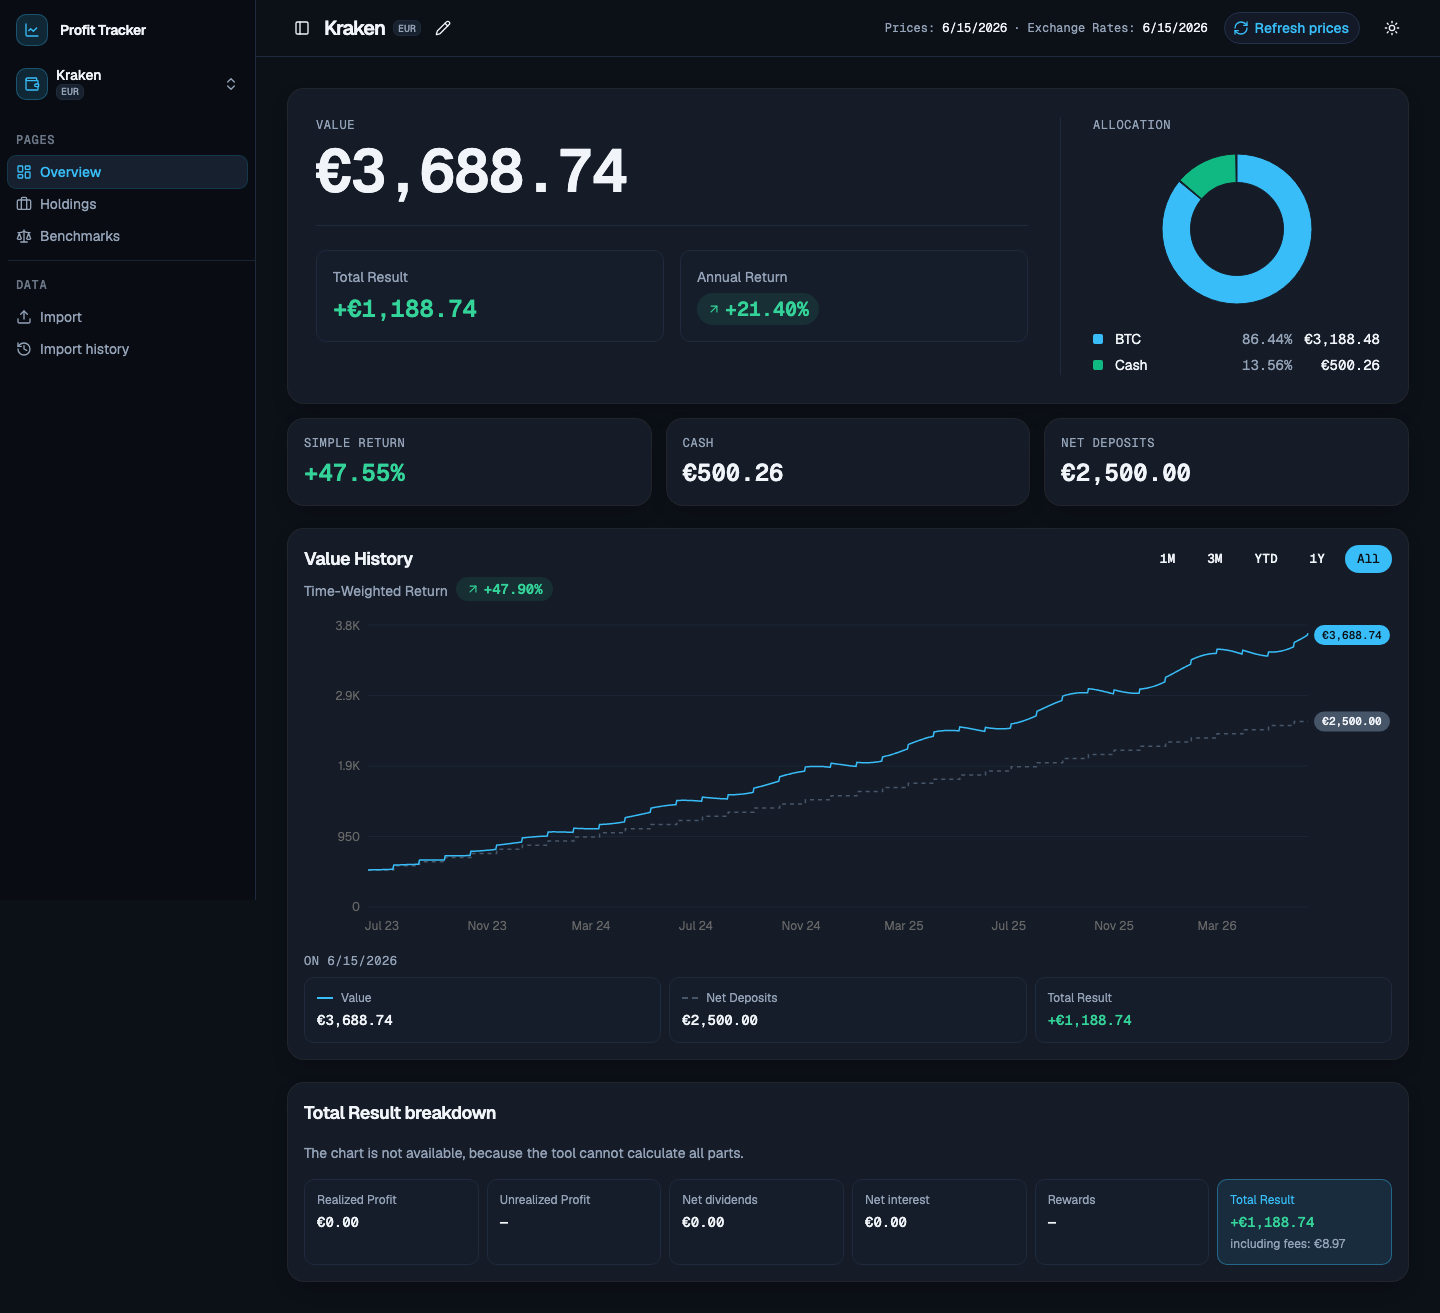 Profit Tracker
Kraken
EUR
PAGES
Overview
Holdings
Benchmarks
DATA
Import
Import history
Kraken EUR
Prices: 6/15/2026 · Exchange Rates: 6/15/2026
Refresh prices
VALUE
€3,688.74
Total Result
+€1,188.74
Annual Return
+21.40%
ALLOCATION
BTC 86.44% €3,188.48
Cash 13.56% €500.26
SIMPLE RETURN
+47.55%
CASH
€500.26
NET DEPOSITS
€2,500.00
Value History
1M 3M YTD 1Y All
Time-Weighted Return +47.90%
3.8K
2.9K
1.9K
950
0
€3,688.74
€2,500.00
Jul 23 Nov 23 Mar 24 Jul 24 Nov 24 Mar 25 Jul 25 Nov 25 Mar 26
ON 6/15/2026
Value
€3,688.74
Net Deposits
€2,500.00
Total Result
+€1,188.74
Total Result breakdown
The chart is not available, because the tool cannot calculate all parts.
Realized Profit
€0.00
Unrealized Profit
—
Net dividends
€0.00
Net interest
€0.00
Rewards
—
Total Result
+€1,188.74
including fees: €8.97